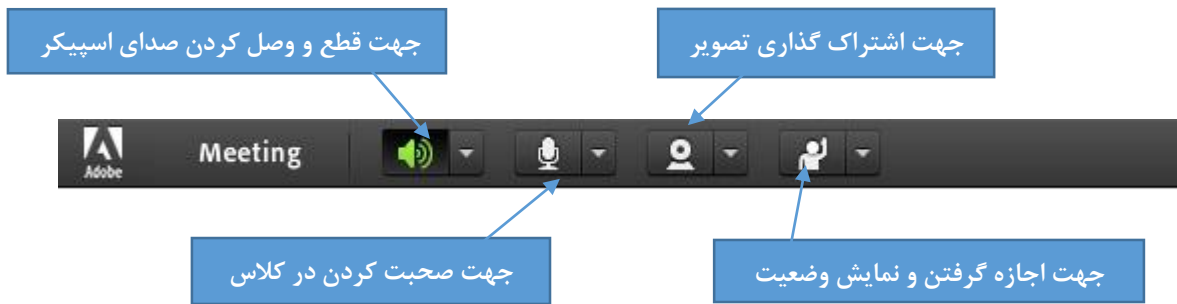 جهت اشتراک گذاری تصویر
جهت قطع و وصل کردن صدای اسپیکر
Adobe
Meeting
جهت اجازه گرفتن و نمایش وضعیت
جهت صحبت کردن در کلاس